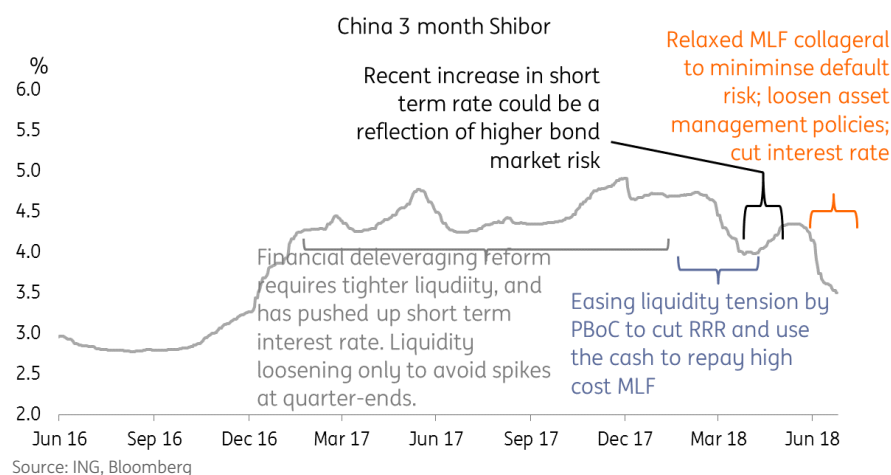 China 3 month Shibor
%
6.0
5.5
5.0
4.5
4.0
3.5
3.0
2.5
2.0
Recent increase in short
term rate could be a
reflection of higher bond
market risk
Relaxed MLF collageral
to miniminse default
risk; loosen asset
management policies;
cut interest rate
Financial deleveraging reform
requires tighter liqudiity, and
has pushed up short term
interest rate. Liquidity
loosening only to avoid spikes
at quarter-ends.
Easing liquidity tension by
PBoC to cut RRR and use
the cash to repay high
cost MLF
Jun 16 Sep 16 Dec 16 Mar 17 Jun 17 Sep 17 Dec 17 Mar 18 Jun 18
Source: ING, Bloomberg